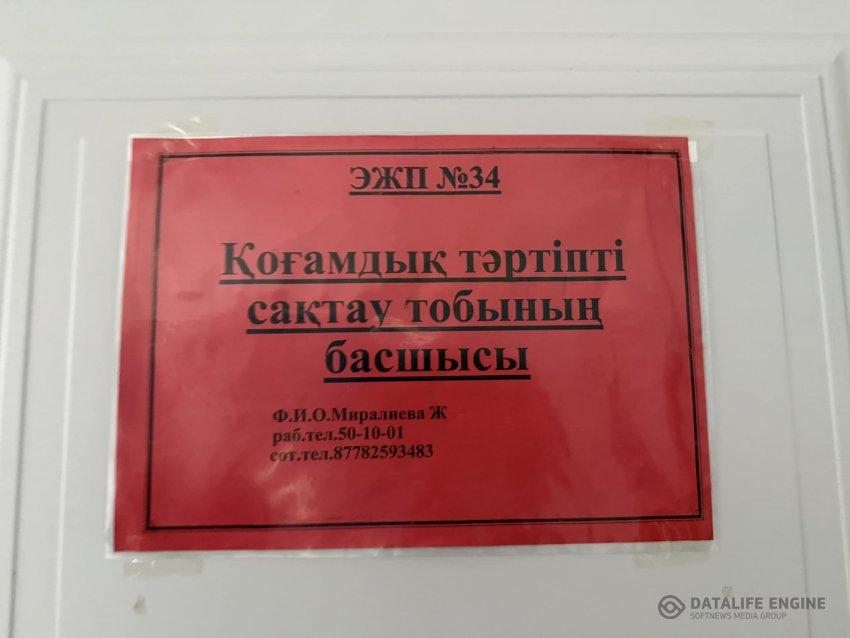 ЭЖП №34
Қоғамдық тәртіпті
сақтау тобының
басшысы
Ф.И.О.Миралиева Ж
раб.тел.50-10-01
сот.тел.87782593483
DATALIFE ENGINE
SOFTNEWS MEDIA GROUP